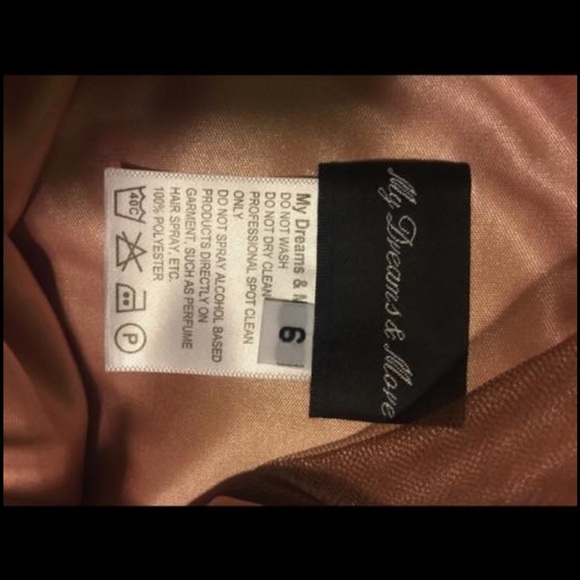 My Dreams & More
My Dreams & M
DO NOT WASH
DO NOT DRY CLEAN
PROFESSIONAL SPOT CLEAN
ONLY
DO NOT SPRAY ALCOHOL BASED
PRODUCTS DIRECTLY ON
GARMENT, SUCH AS PERFUME
HAIR SPRAY, ETC.
100% POLYESTER
40C P
6